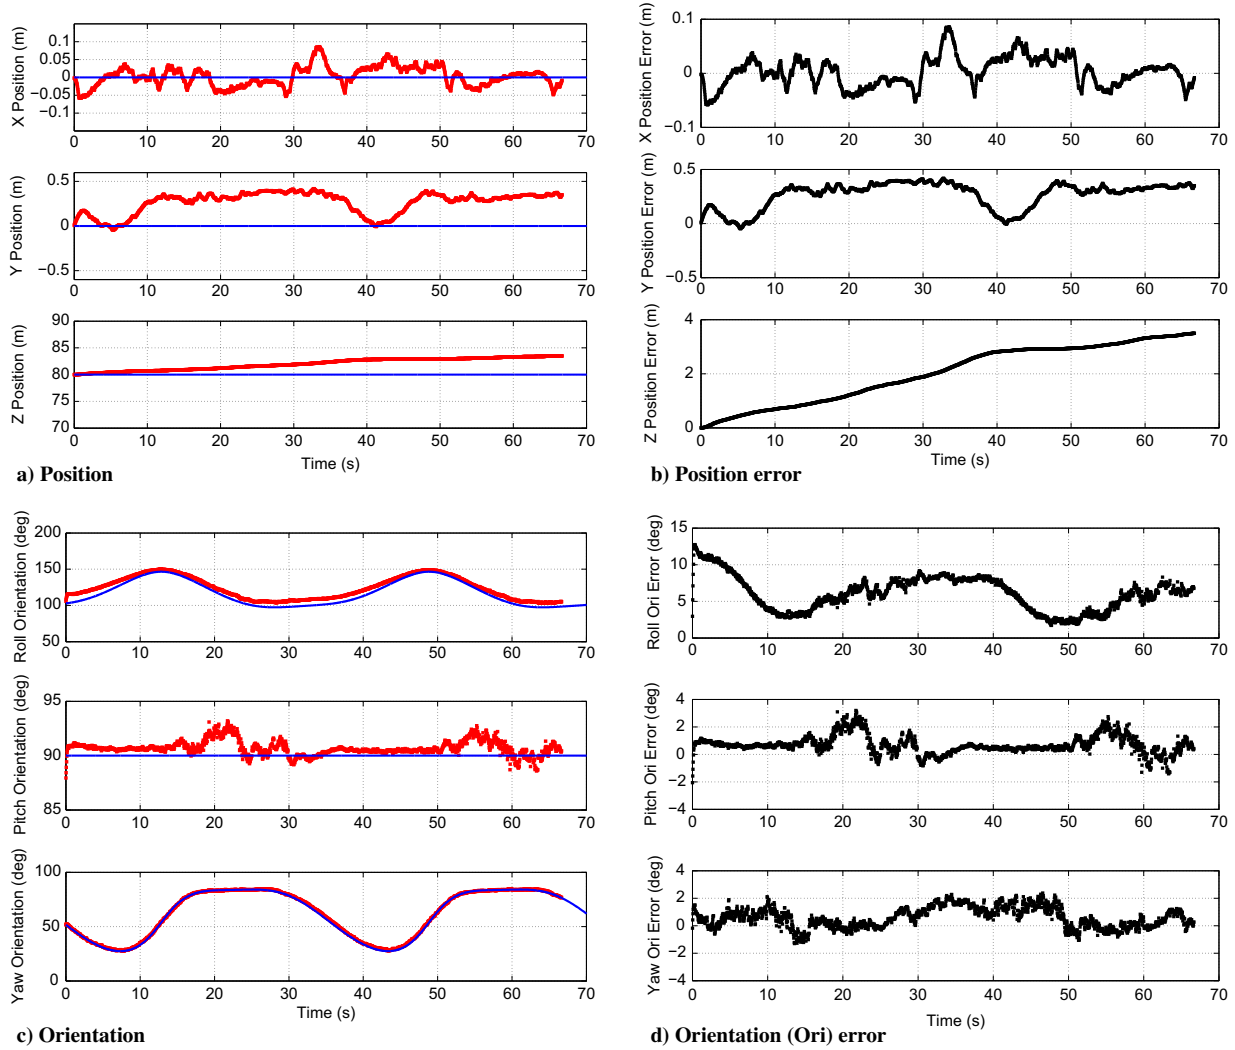 X Position (m)
0.1
0.05
0
−0.05
−0.1
0 10 20 30 40 50 60 70
Y Position (m)
0.5
0
−0.5
0 10 20 30 40 50 60 70
Z Position (m)
90
85
80
75
70
0 10 20 30 40 50 60 70
Time (s)
a) Position
X Position Error (m)
0.1
0
−0.1
0 10 20 30 40 50 60 70
Y Position Error (m)
0.5
0
−0.5
0 10 20 30 40 50 60 70
Z Position Error (m)
4
2
0
0 10 20 30 40 50 60 70
Time (s)
b) Position error
Roll Orientation (deg)
200
150
100
50
0 10 20 30 40 50 60 70
Pitch Orientation (deg)
95
90
85
0 10 20 30 40 50 60 70
Yaw Orientation (deg)
100
50
0
0 10 20 30 40 50 60 70
Time (s)
c) Orientation
Roll Ori Error (deg)
15
10
5
0
0 10 20 30 40 50 60 70
Pitch Ori Error (deg)
4
2
0
−2
−4
0 10 20 30 40 50 60 70
Yaw Ori Error (deg)
4
2
0
−2
−4
0 10 20 30 40 50 60 70
Time (s)
d) Orientation (Ori) error